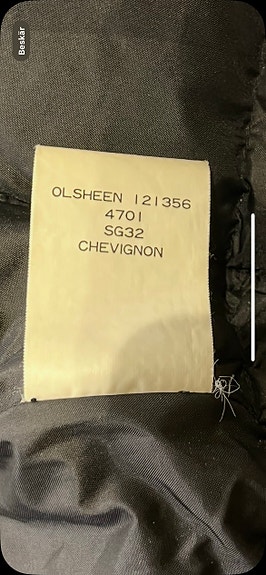 Beskär
OLSHEEN 121356
4701
SG32
CHEVIGNON